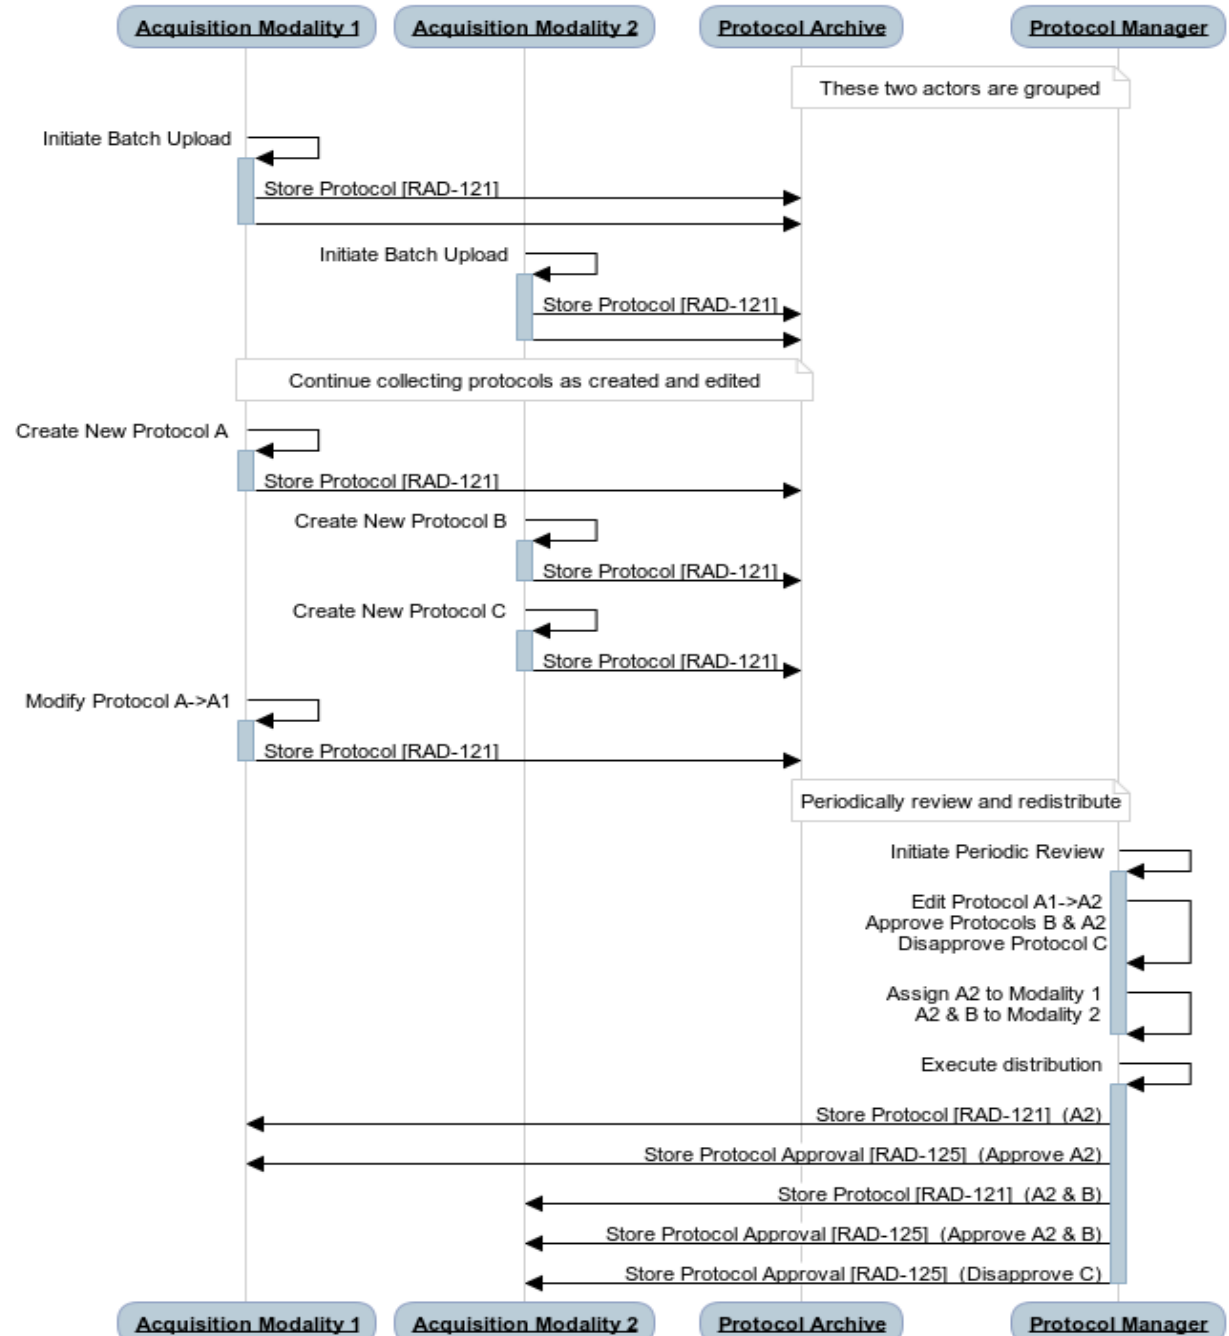 Acquisition Modality 1
Acquisition Modality 2
Protocol Archive
Protocol Manager
These two actors are grouped
Initiate Batch Upload
Store Protocol [RAD-121]
Initiate Batch Upload
Store Protocol [RAD-121]
Continue collecting protocols as created and edited
Create New Protocol A
Store Protocol [RAD-121]
Create New Protocol B
Store Protocol [RAD-121]
Create New Protocol C
Store Protocol [RAD-121]
Modify Protocol A->A1
Store Protocol [RAD-121]
Periodically review and redistribute
Initiate Periodic Review
Edit Protocol A1->A2
Approve Protocols B & A2
Disapprove Protocol C
Assign A2 to Modality 1
A2 & B to Modality 2
Execute distribution
Store Protocol [RAD-121] (A2)
Store Protocol Approval [RAD-125] (Approve A2)
Store Protocol [RAD-121] (A2 & B)
Store Protocol Approval [RAD-125] (Approve A2 & B)
Store Protocol Approval [RAD-125] (Disapprove C)
Acquisition Modality 1
Acquisition Modality 2
Protocol Archive
Protocol Manager